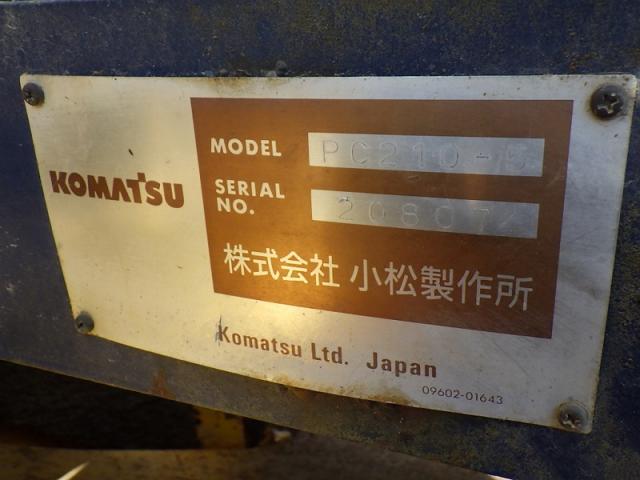 KOMATSU
MODEL PC210-5
SERIAL NO.
株式会社 小松製作所
Komatsu Ltd. Japan
09602-01643